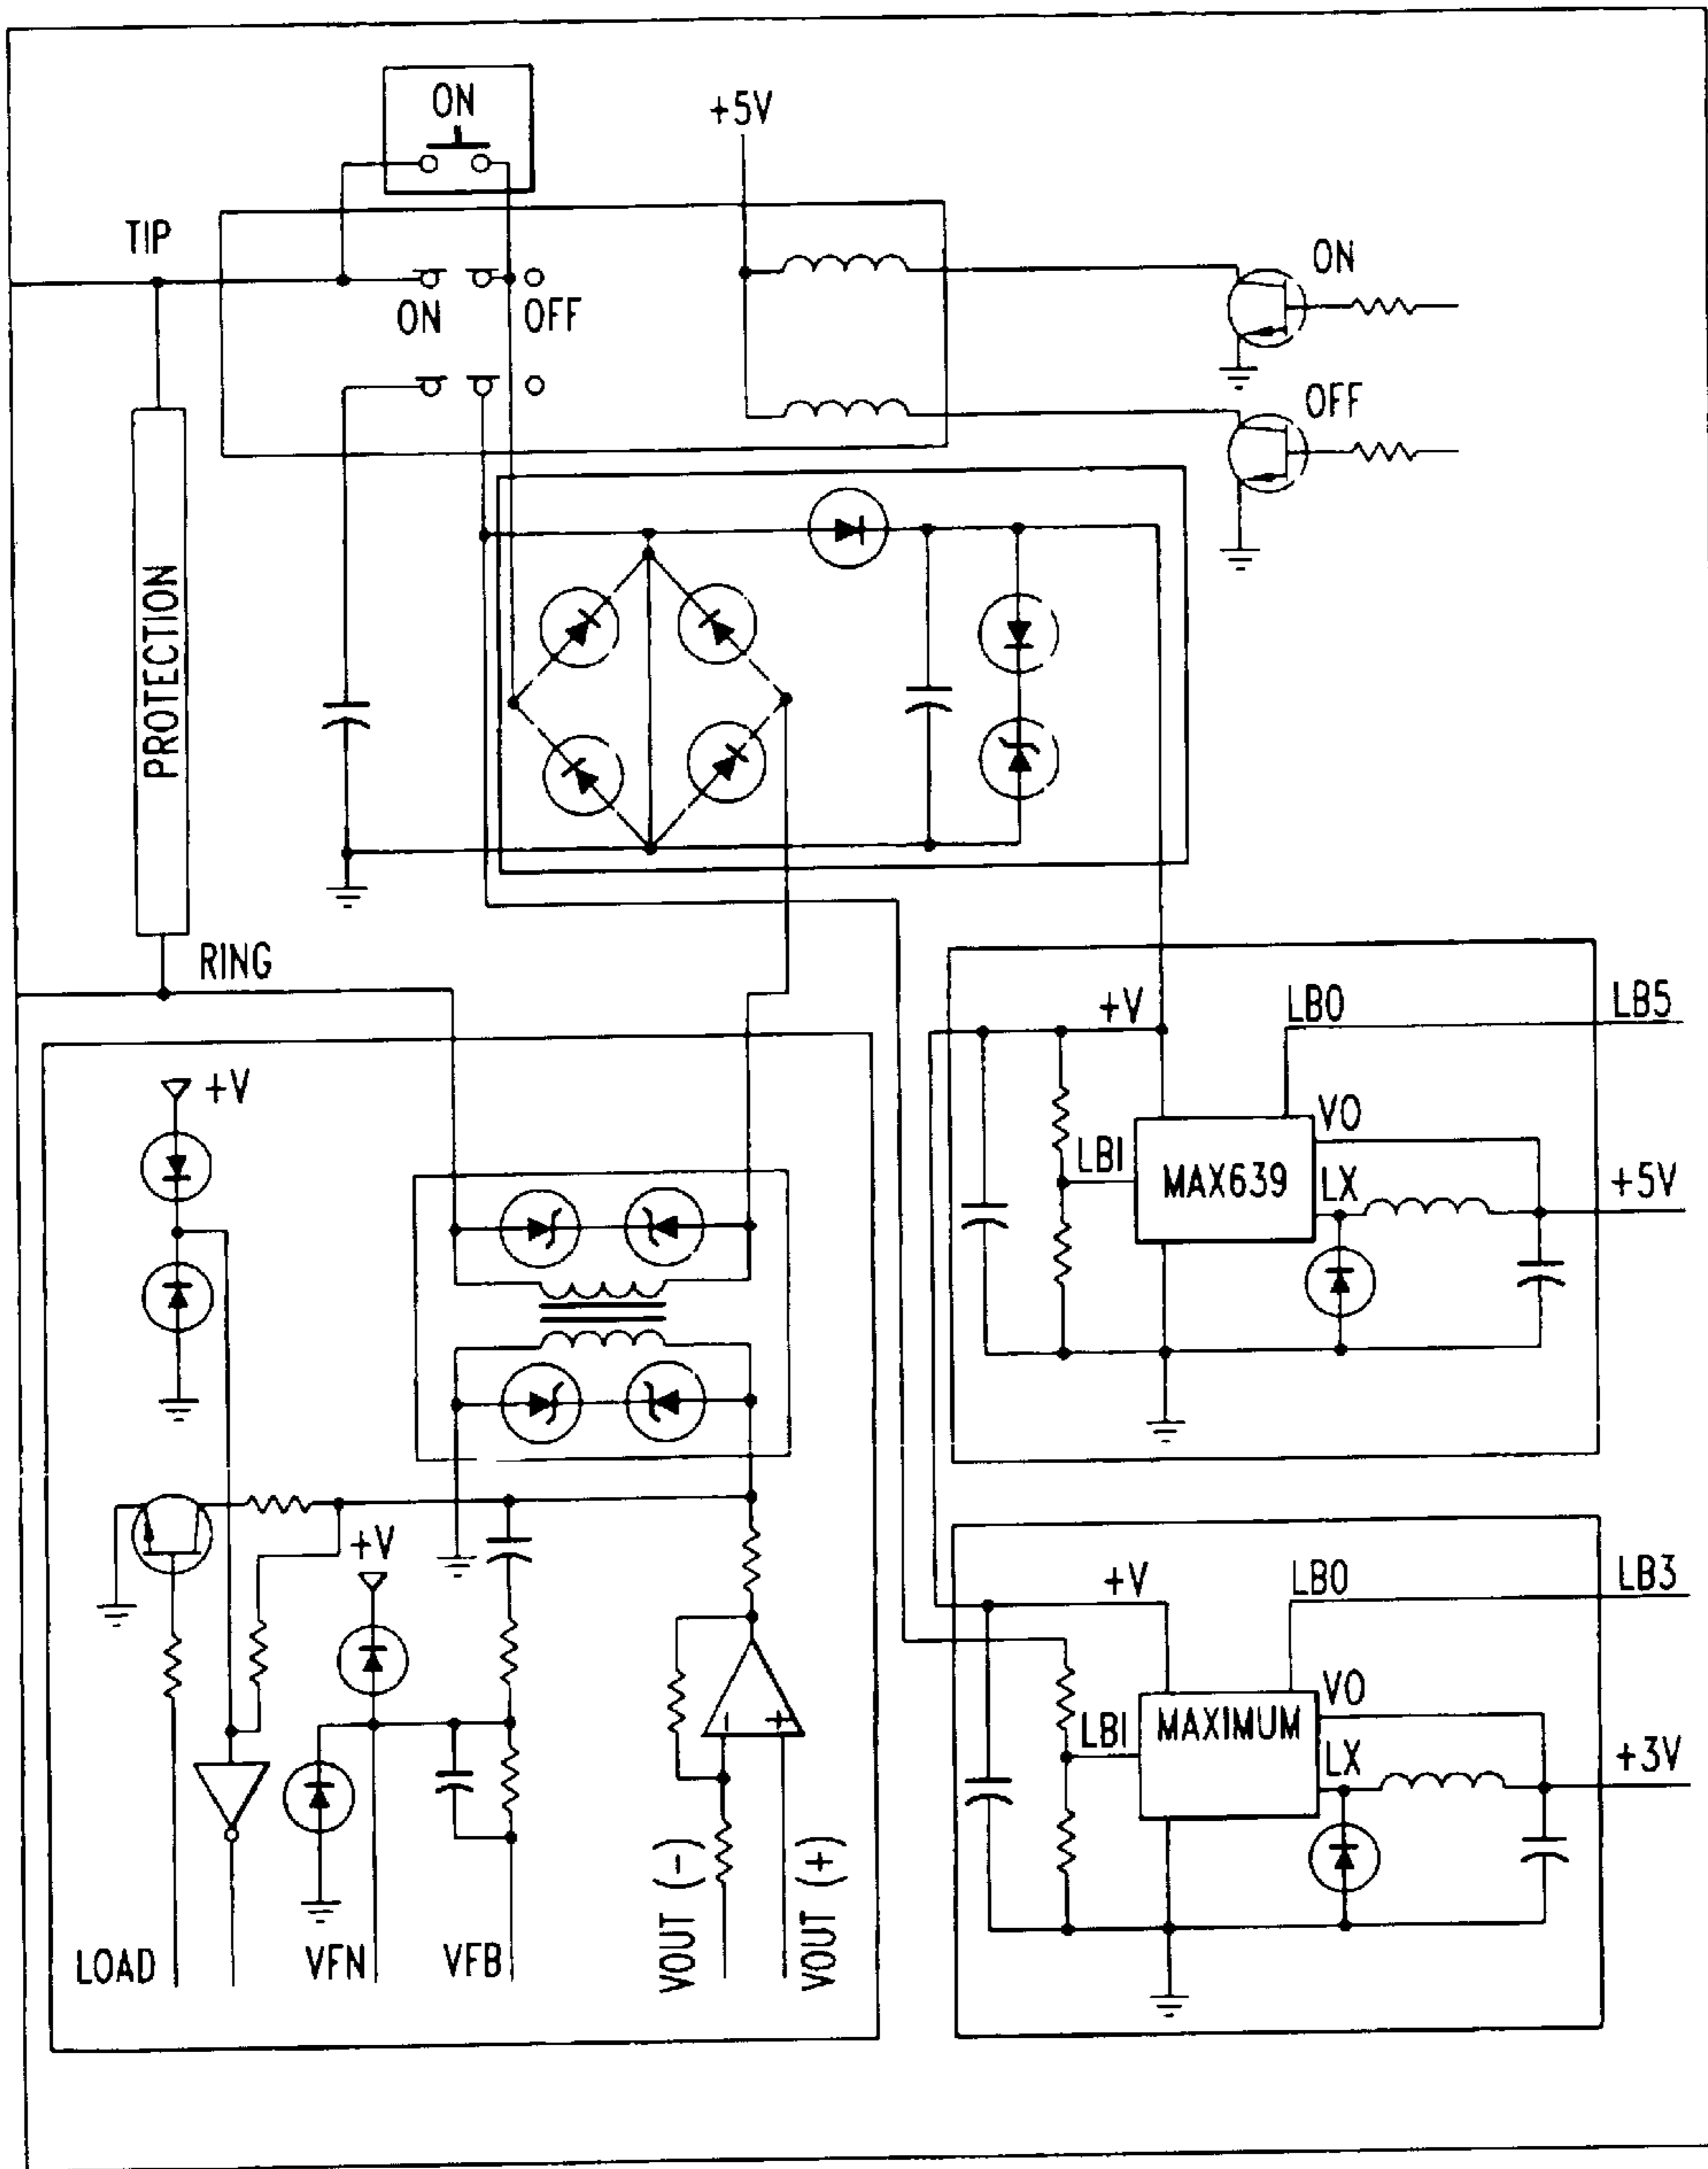 ON
+5V
TIP
ON
ON
OFF
OFF
PROTECTION
RING
+V
LBO
LB5
+V
VO
LBI
MAX639
LX
+5V
+V
+V
LBO
LB3
VO
LBI
MAXIMUM
LX
+3V
- +
LOAD
VFN
VFB
VOUT (-)
VOUT (+)